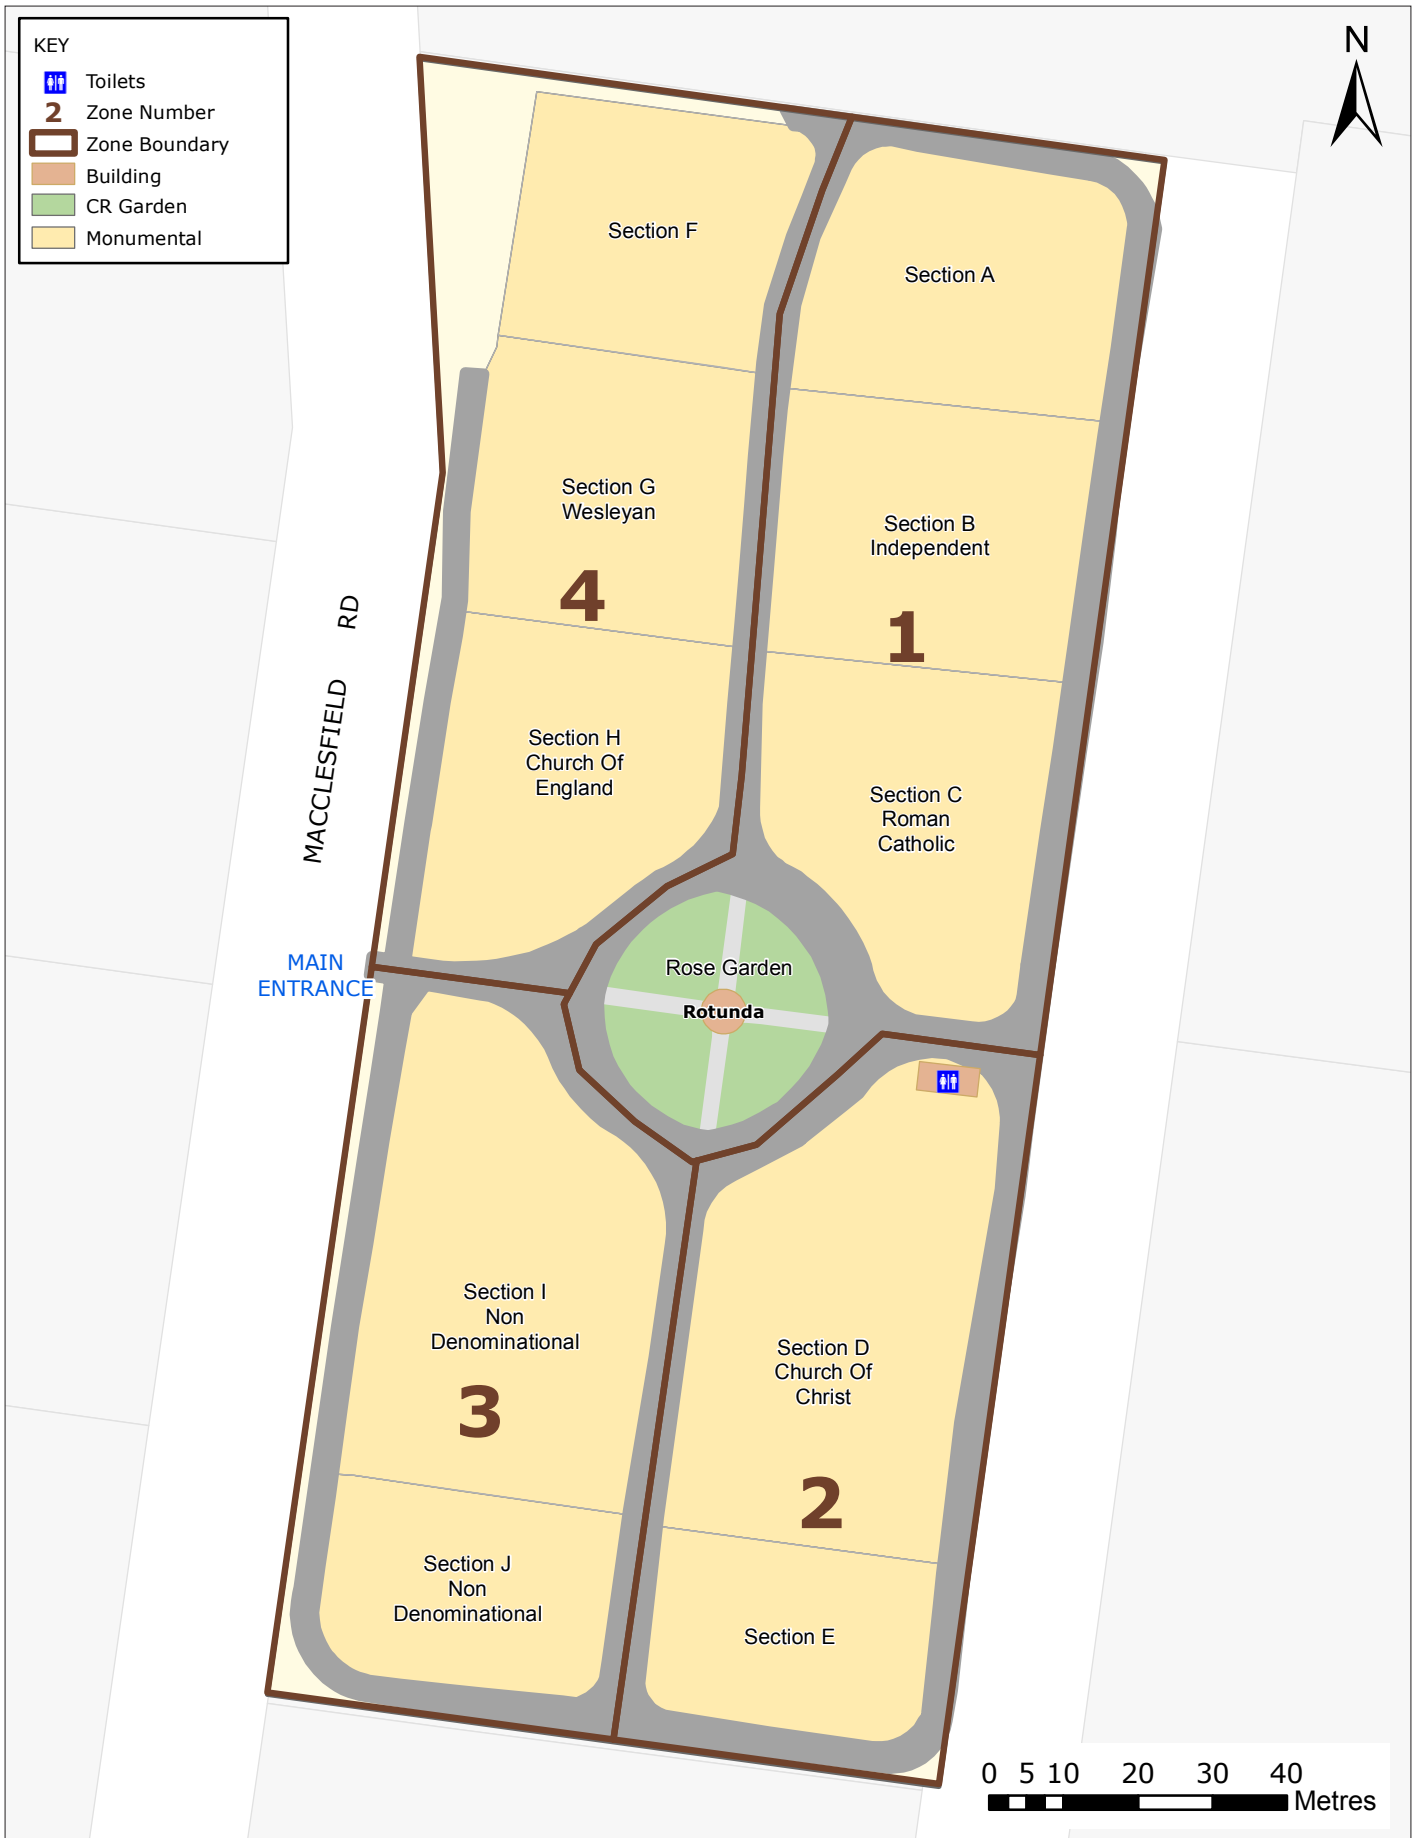 KEY
Toilets
2 Zone Number
Zone Boundary
Building
CR Garden
Monumental
N
Section F
Section A
Section G
Wesleyan
Section B
Independent
4
1
MACCLESFIELD RD
Section H
Church Of
England
Section C
Roman
Catholic
MAIN
ENTRANCE
Rose Garden
Rotunda
Section I
Non
Denominational
3
Section D
Church Of
Christ
2
Section J
Non
Denominational
Section E
0 5 10 20 30 40
Metres